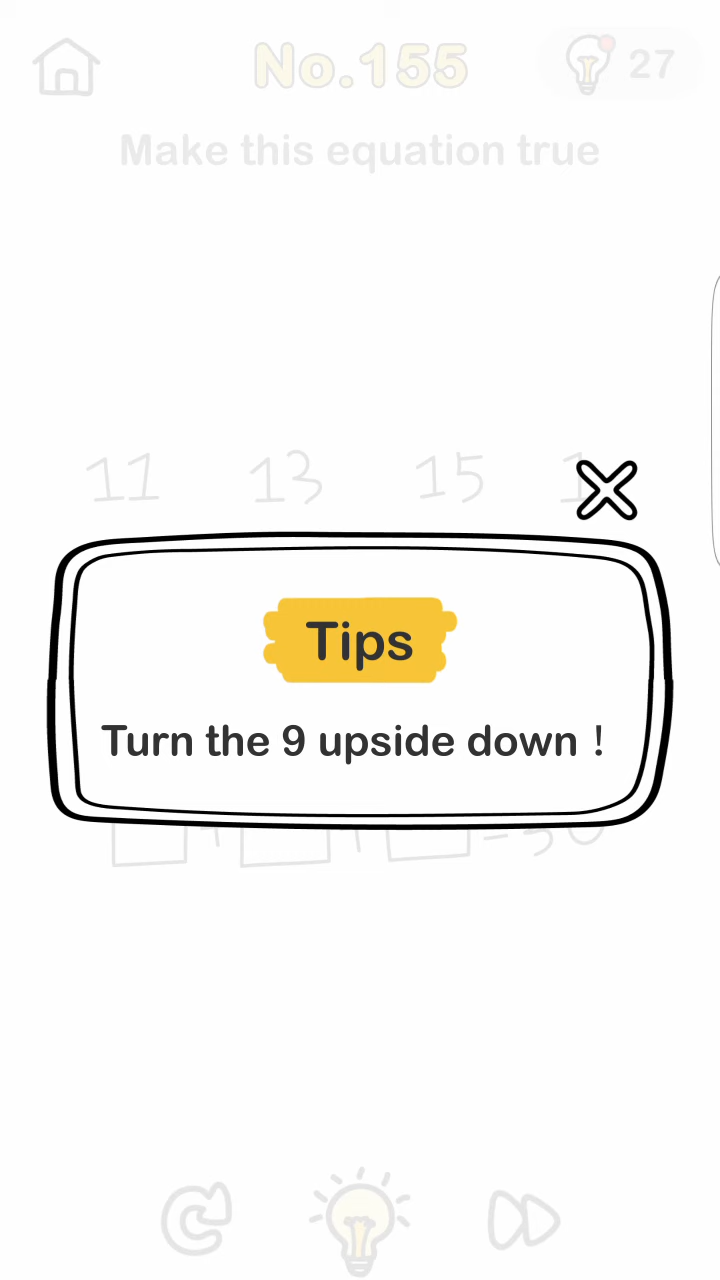 No.155
27
Make this equation true
11 13 15
Tips
Turn the 9 upside down !